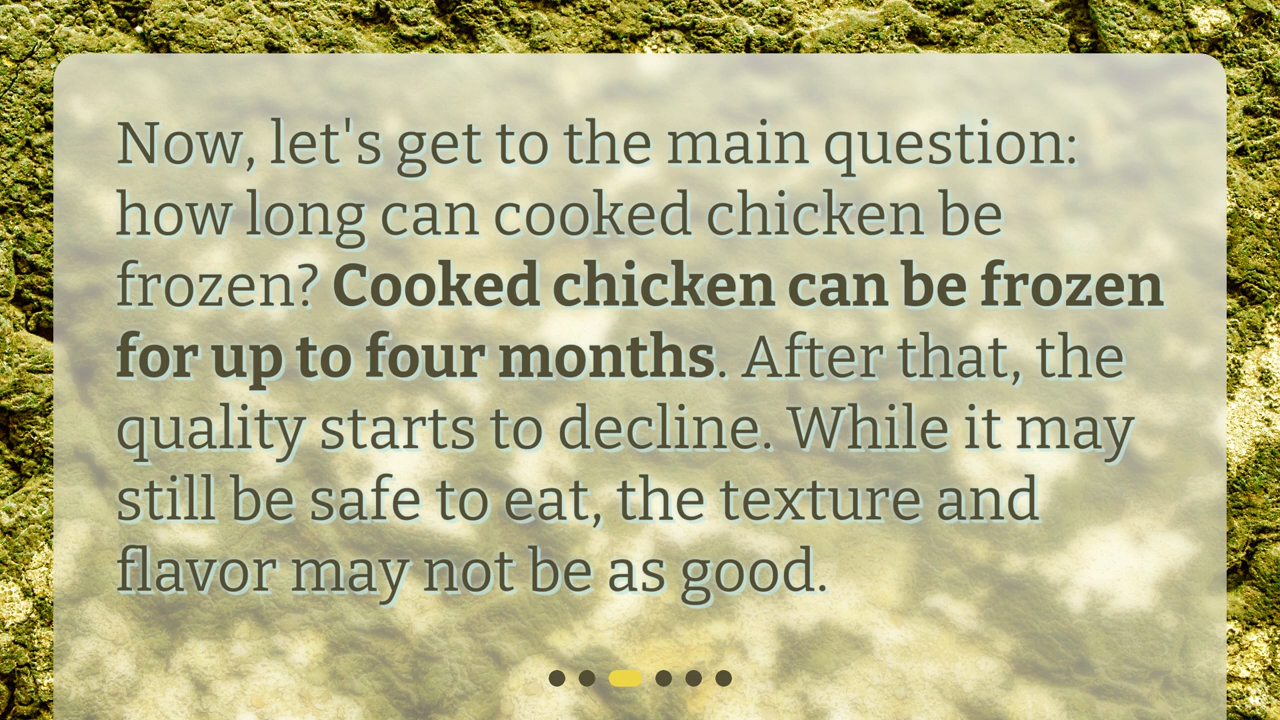 Now, let's get to the main question:
how long can cooked chicken be
frozen? Cooked chicken can be frozen
for up to four months. After that, the
quality starts to decline. While it may
still be safe to eat, the texture and
flavor may not be as good.